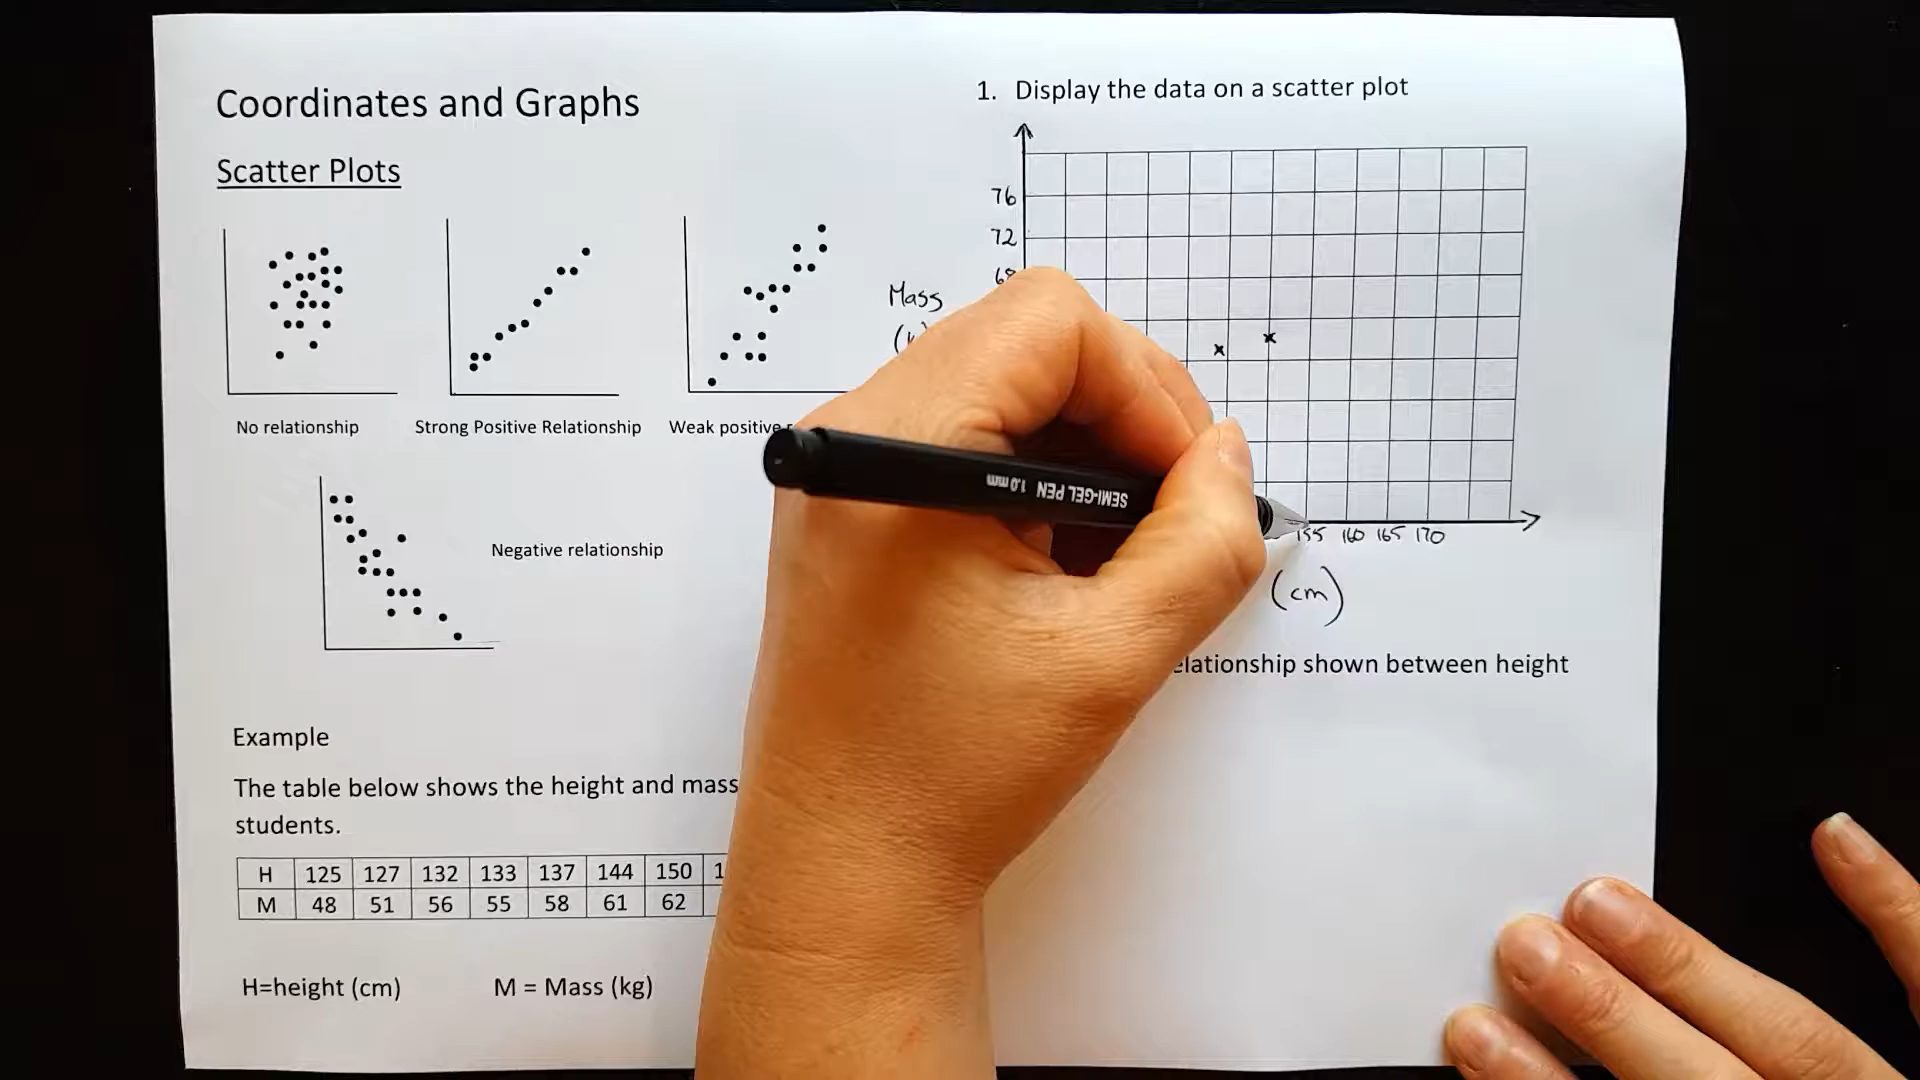 Coordinates and Graphs
Scatter Plots
No relationship
Strong Positive Relationship
Weak positive
Negative relationship
Example
The table below shows the height and mass
students.
H 125 127 132 133 137 144 150
M 48 51 56 55 58 61 62
H=height (cm) M = Mass (kg)
1. Display the data on a scatter plot
76
72
68
Mass
155 160 165 170
(cm)
relationship shown between height
SEMI-GEL PEN 1.0mm